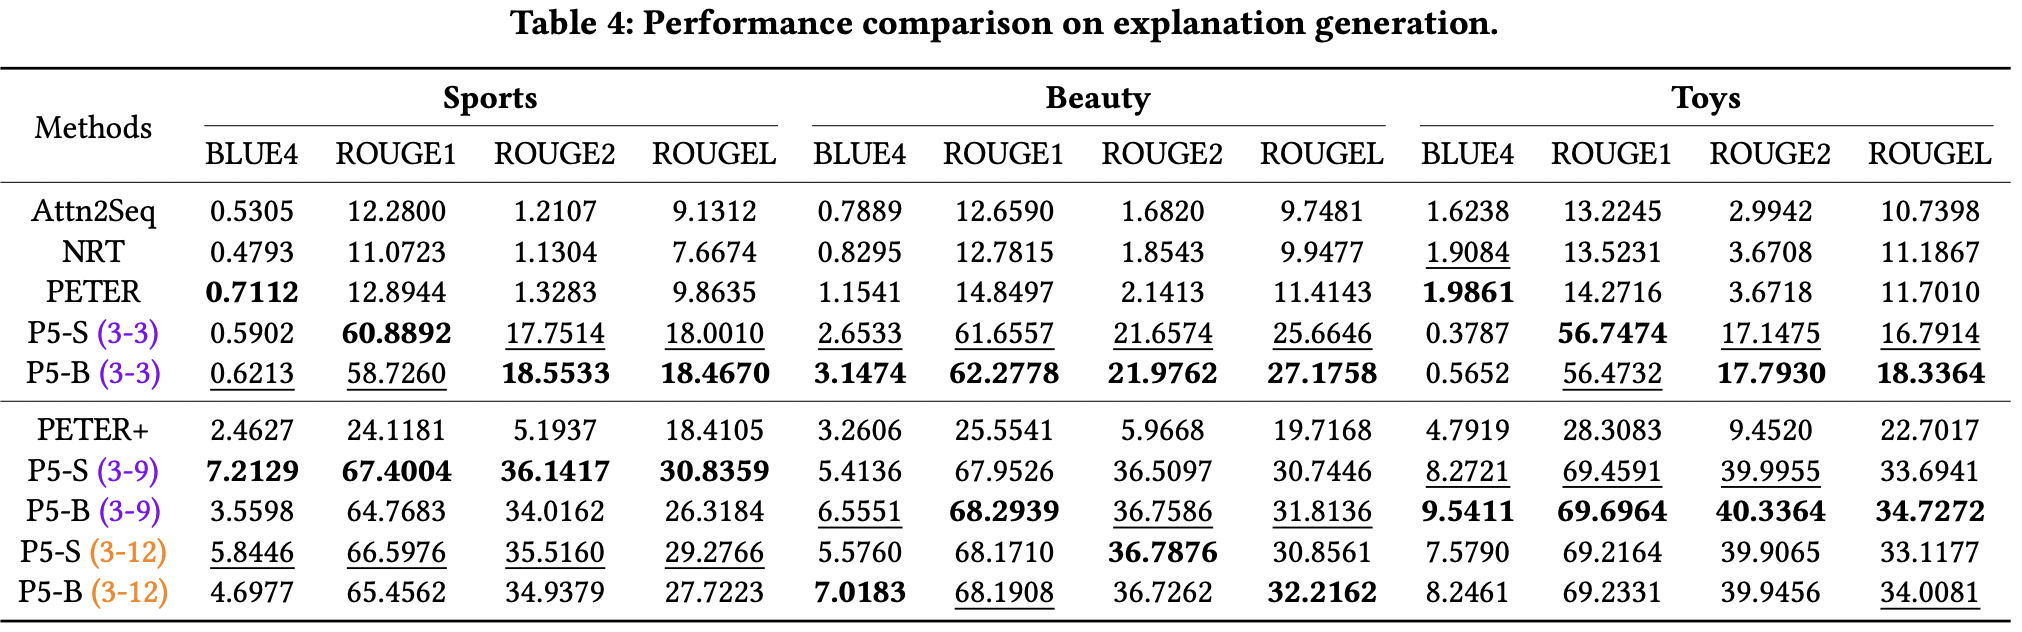 Table 4: Performance comparison on explanation generation.
Methods Sports Beauty Toys
BLUE4 ROUGE1 ROUGE2 ROUGEL BLUE4 ROUGE1 ROUGE2 ROUGEL BLUE4 ROUGE1 ROUGE2 ROUGEL
Attn2Seq 0.5305 12.2800 1.2107 9.1312 0.7889 12.6590 1.6820 9.7481 1.6238 13.2245 2.9942 10.7398
NRT 0.4793 11.0723 1.1304 7.6674 0.8295 12.7815 1.8543 9.9477 1.9084 13.5231 3.6708 11.1867
PETER 0.7112 12.8944 1.3283 9.8635 1.1541 14.8497 2.1413 11.4143 1.9861 14.2716 3.6718 11.7010
P5-S (3-3) 0.5902 60.8892 17.7514 18.0010 2.6533 61.6557 21.6574 25.6646 0.3787 56.7474 17.1475 16.7914
P5-B (3-3) 0.6213 58.7260 18.5533 18.4670 3.1474 62.2778 21.9762 27.1758 0.5652 56.4732 17.7930 18.3364
PETER+ 2.4627 24.1181 5.1937 18.4105 3.2606 25.5541 5.9668 19.7168 4.7919 28.3083 9.4520 22.7017
P5-S (3-9) 7.2129 67.4004 36.1417 30.8359 5.4136 67.9526 36.5097 30.7446 8.2721 69.4591 39.9955 33.6941
P5-B (3-9) 3.5598 64.7683 34.0162 26.3184 6.5551 68.2939 36.7586 31.8136 9.5411 69.6964 40.3364 34.7272
P5-S (3-12) 5.8446 66.5976 35.5160 29.2766 5.5760 68.1710 36.7876 30.8561 7.5790 69.2164 39.9065 33.1177
P5-B (3-12) 4.6977 65.4562 34.9379 27.7223 7.0183 68.1908 36.7262 32.2162 8.2461 69.2331 39.9456 34.0081